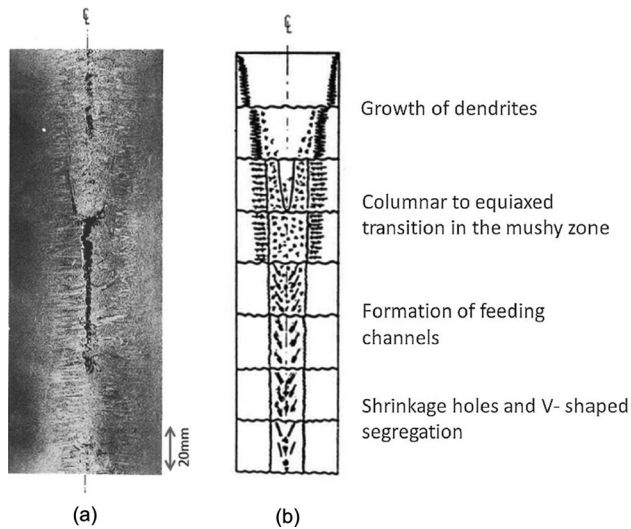 ℄
℄
Growth of dendrites
Columnar to equiaxed
transition in the mushy zone
Formation of feeding
channels
Shrinkage holes and V- shaped
segregation
20mm
(a)
(b)